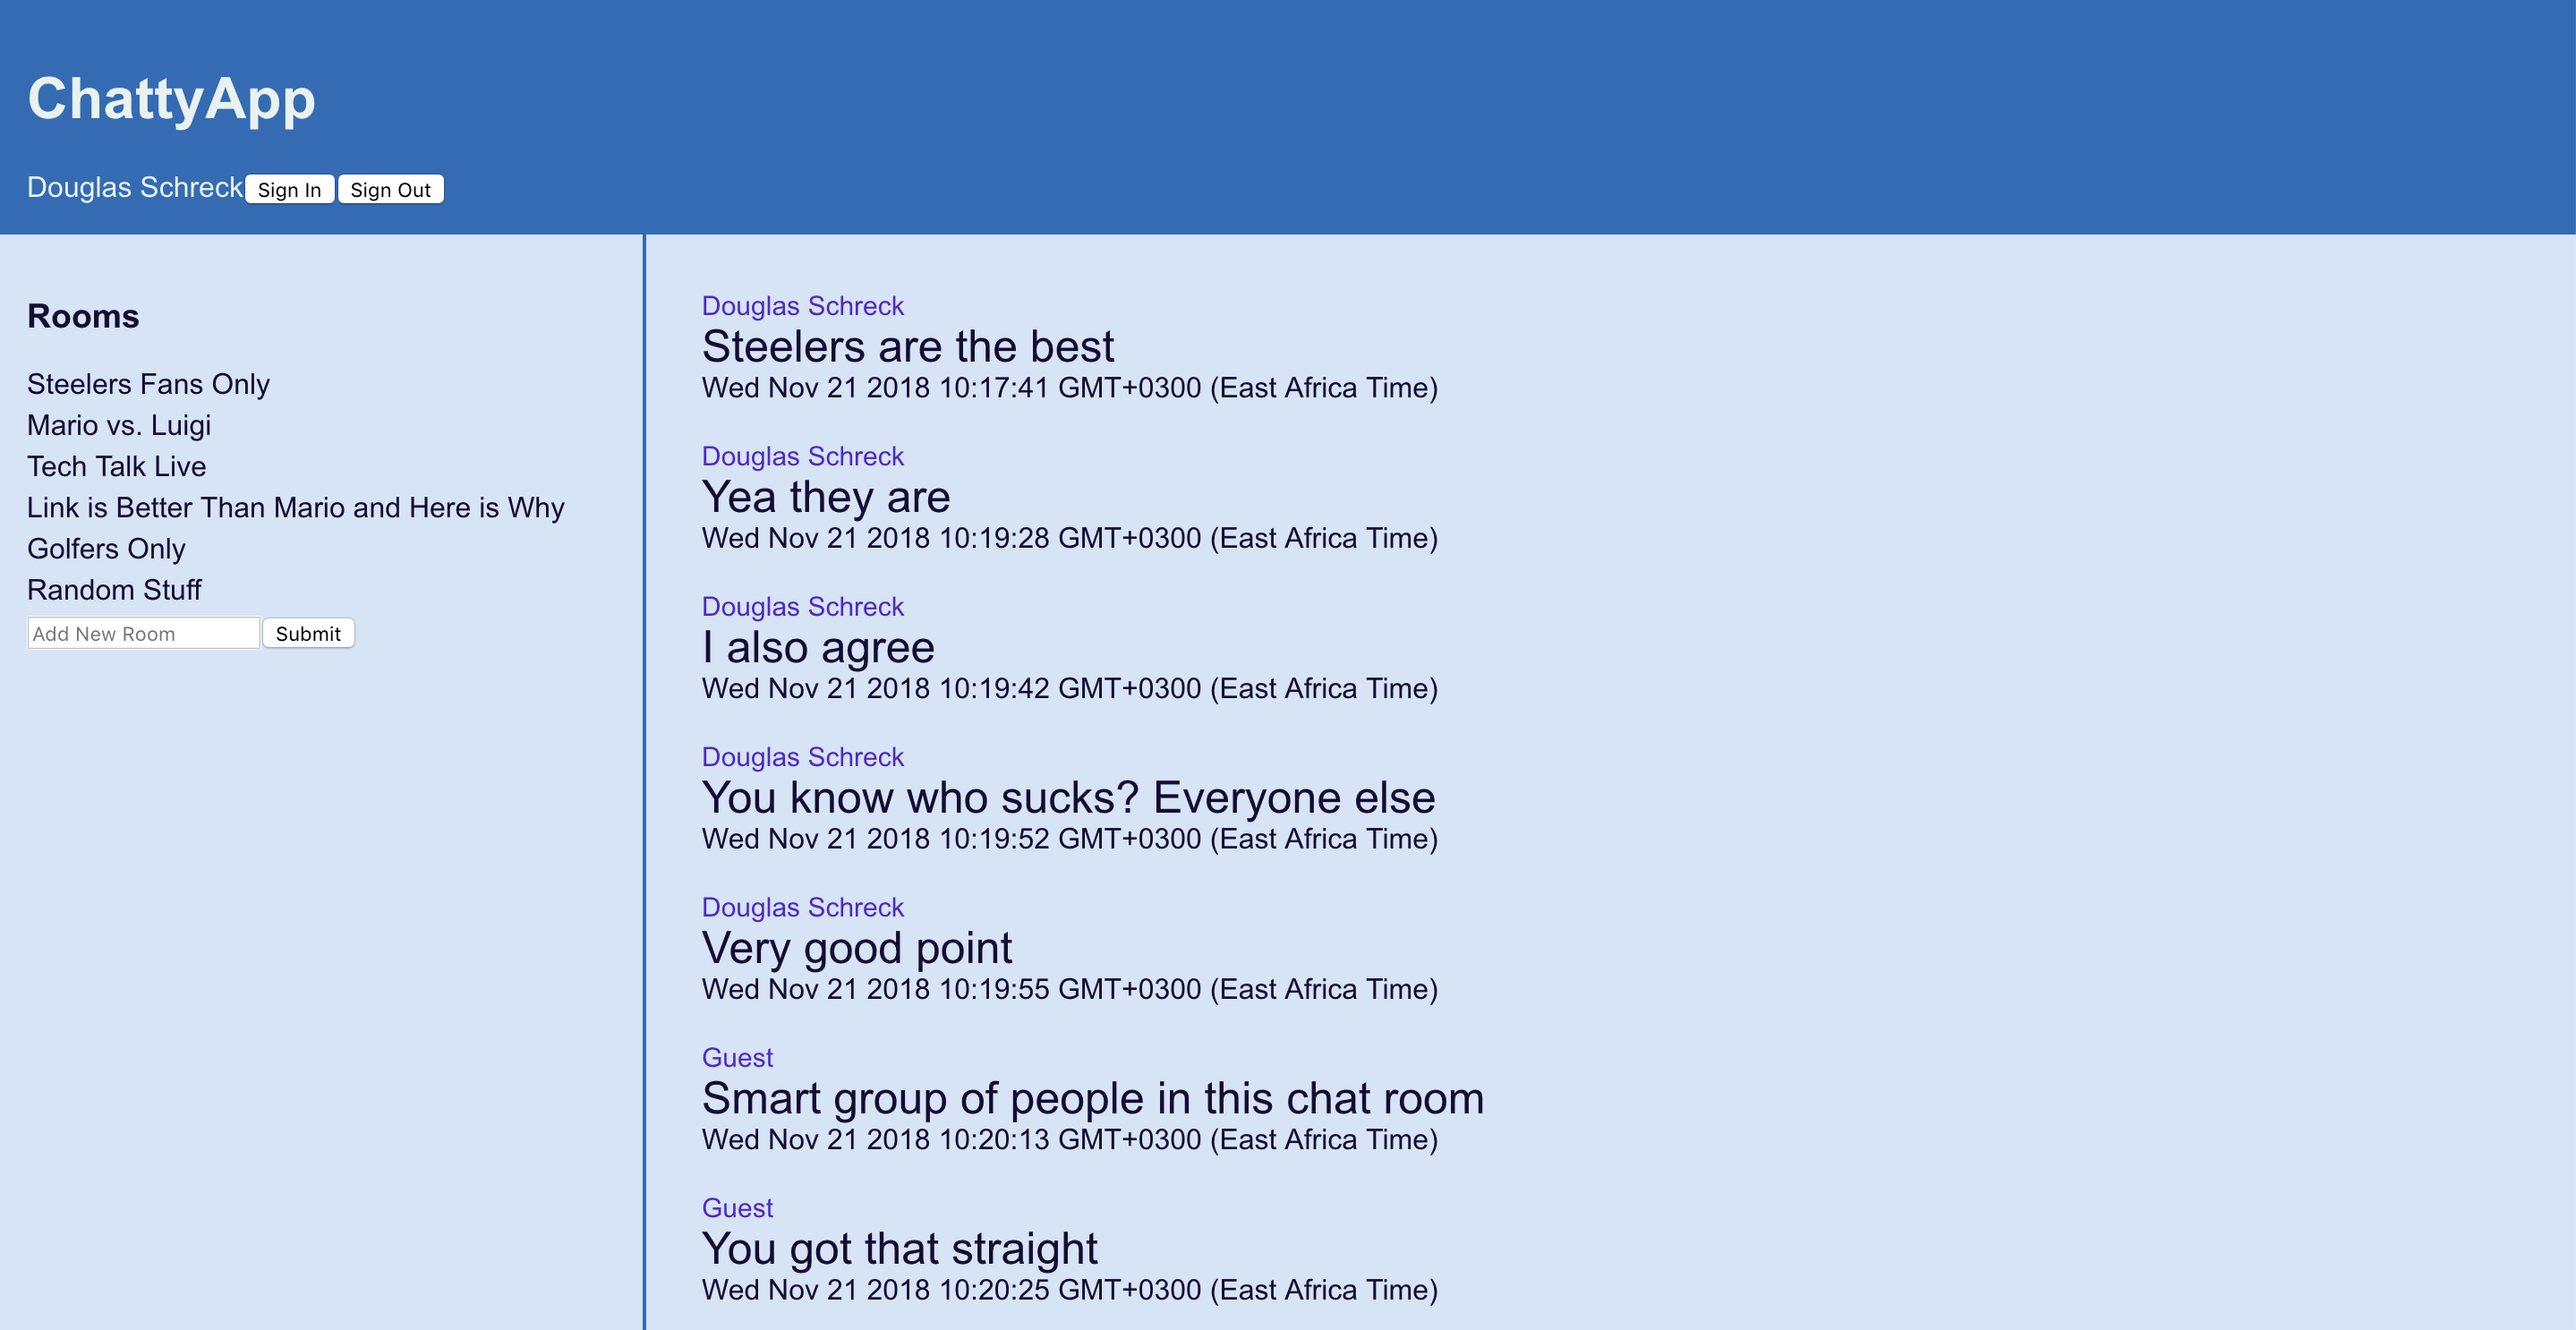 ChattyApp
Douglas Schreck Sign In Sign Out
Rooms
Steelers Fans Only
Mario vs. Luigi
Tech Talk Live
Link is Better Than Mario and Here is Why
Golfers Only
Random Stuff
Add New Room Submit
Douglas Schreck
Steelers are the best
Wed Nov 21 2018 10:17:41 GMT+0300 (East Africa Time)
Douglas Schreck
Yea they are
Wed Nov 21 2018 10:19:28 GMT+0300 (East Africa Time)
Douglas Schreck
I also agree
Wed Nov 21 2018 10:19:42 GMT+0300 (East Africa Time)
Douglas Schreck
You know who sucks? Everyone else
Wed Nov 21 2018 10:19:52 GMT+0300 (East Africa Time)
Douglas Schreck
Very good point
Wed Nov 21 2018 10:19:55 GMT+0300 (East Africa Time)
Guest
Smart group of people in this chat room
Wed Nov 21 2018 10:20:13 GMT+0300 (East Africa Time)
Guest
You got that straight
Wed Nov 21 2018 10:20:25 GMT+0300 (East Africa Time)